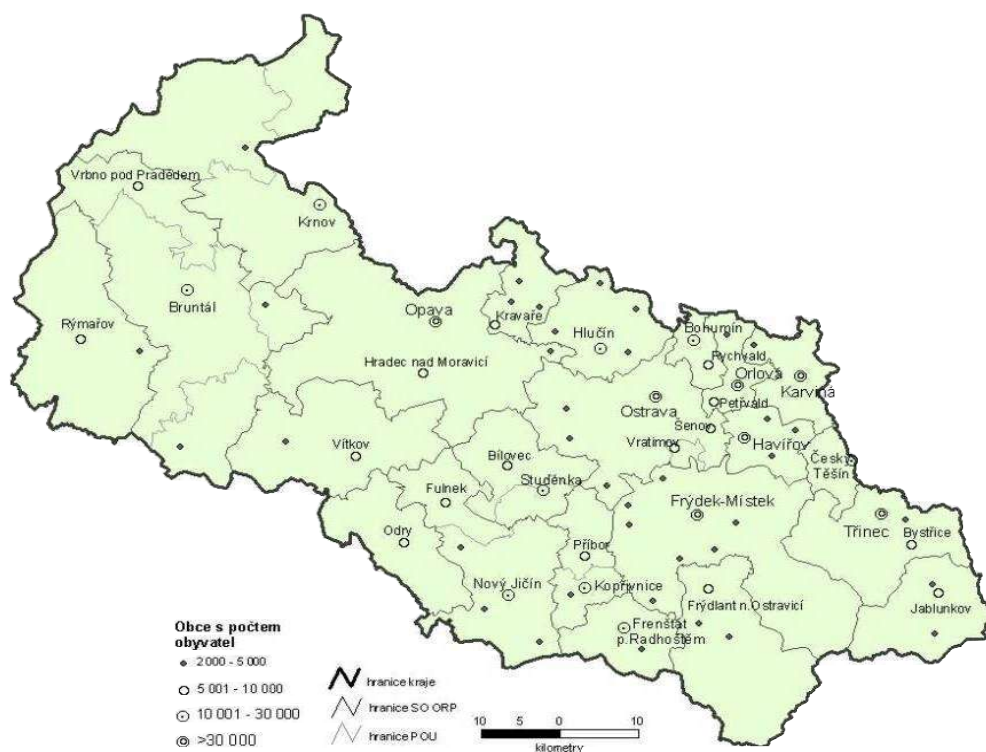 Vrbno pod Pradědem
Krnov
Bruntál
Rýmařov
Opava
Kravaře
Hlučín
Bohumín
Rychvald
Orlová
Karviná
Hradec nad Moravicí
Petřvald
Ostrava
Šenov
Vratimov
Havířov
Český
Těšín
Vítkov
Bílovec
Studénka
Fulnek
Frýdek-Místek
Třinec
Bystřice
Odry
Příbor
Nový Jičín
Kopřivnice
Frýdlant n.Ostravicí
Jablunkov
Frenštát
p.Radhoštěm
Obce s počtem
obyvatel
2 000 - 5 000
5 001 - 10 000
10 001 - 30 000
>30 000
hranice kraje
hranice SO ORP
hranice POU
10 5 0 10
kilometry